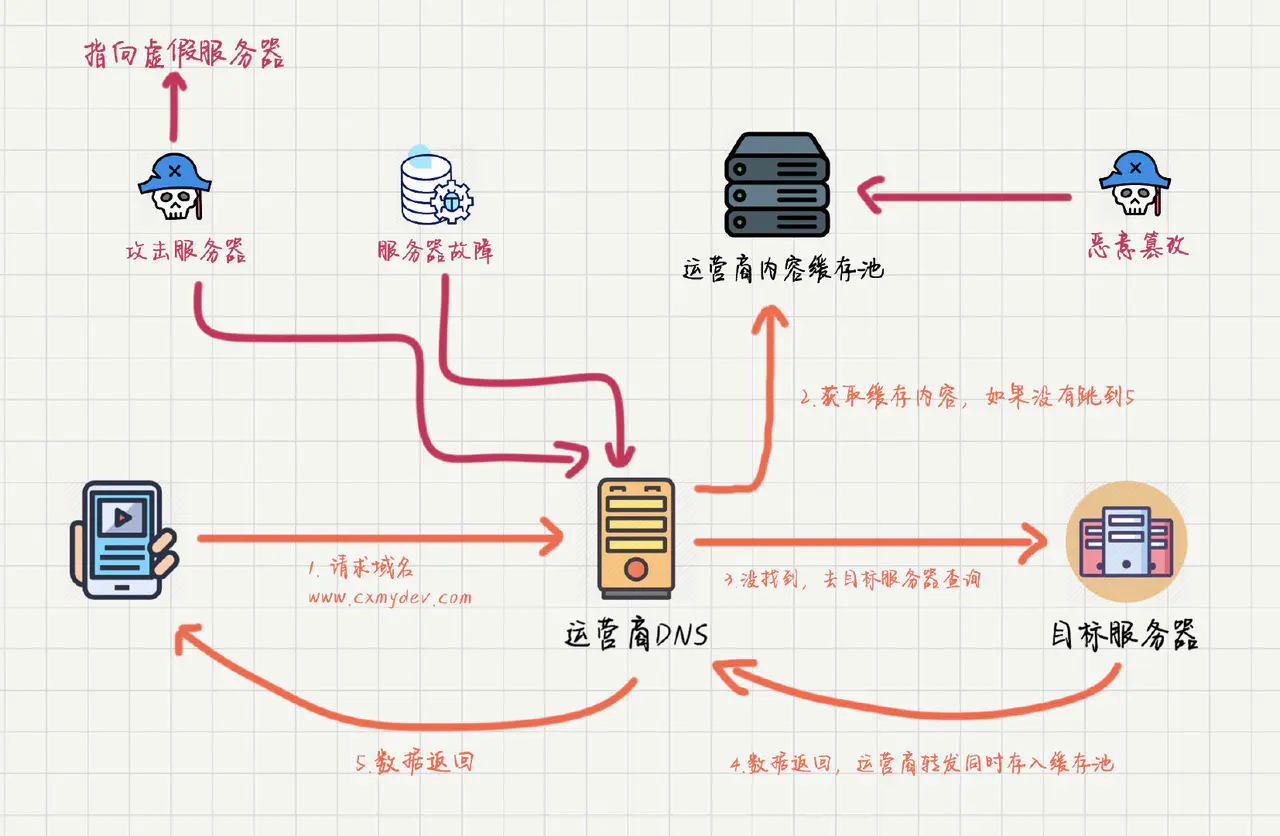 指向虚假服务器
攻击服务器
服务器故障
运营商内容缓存池
恶意篡改
2.获取缓存内容，如果没有跳到5
1. 请求域名
www.cxmydev.com
3没找到，去目标服务器查询
运营商DNS
目标服务器
5.数据返回
4.数据返回，运营商转发同时存入缓存池